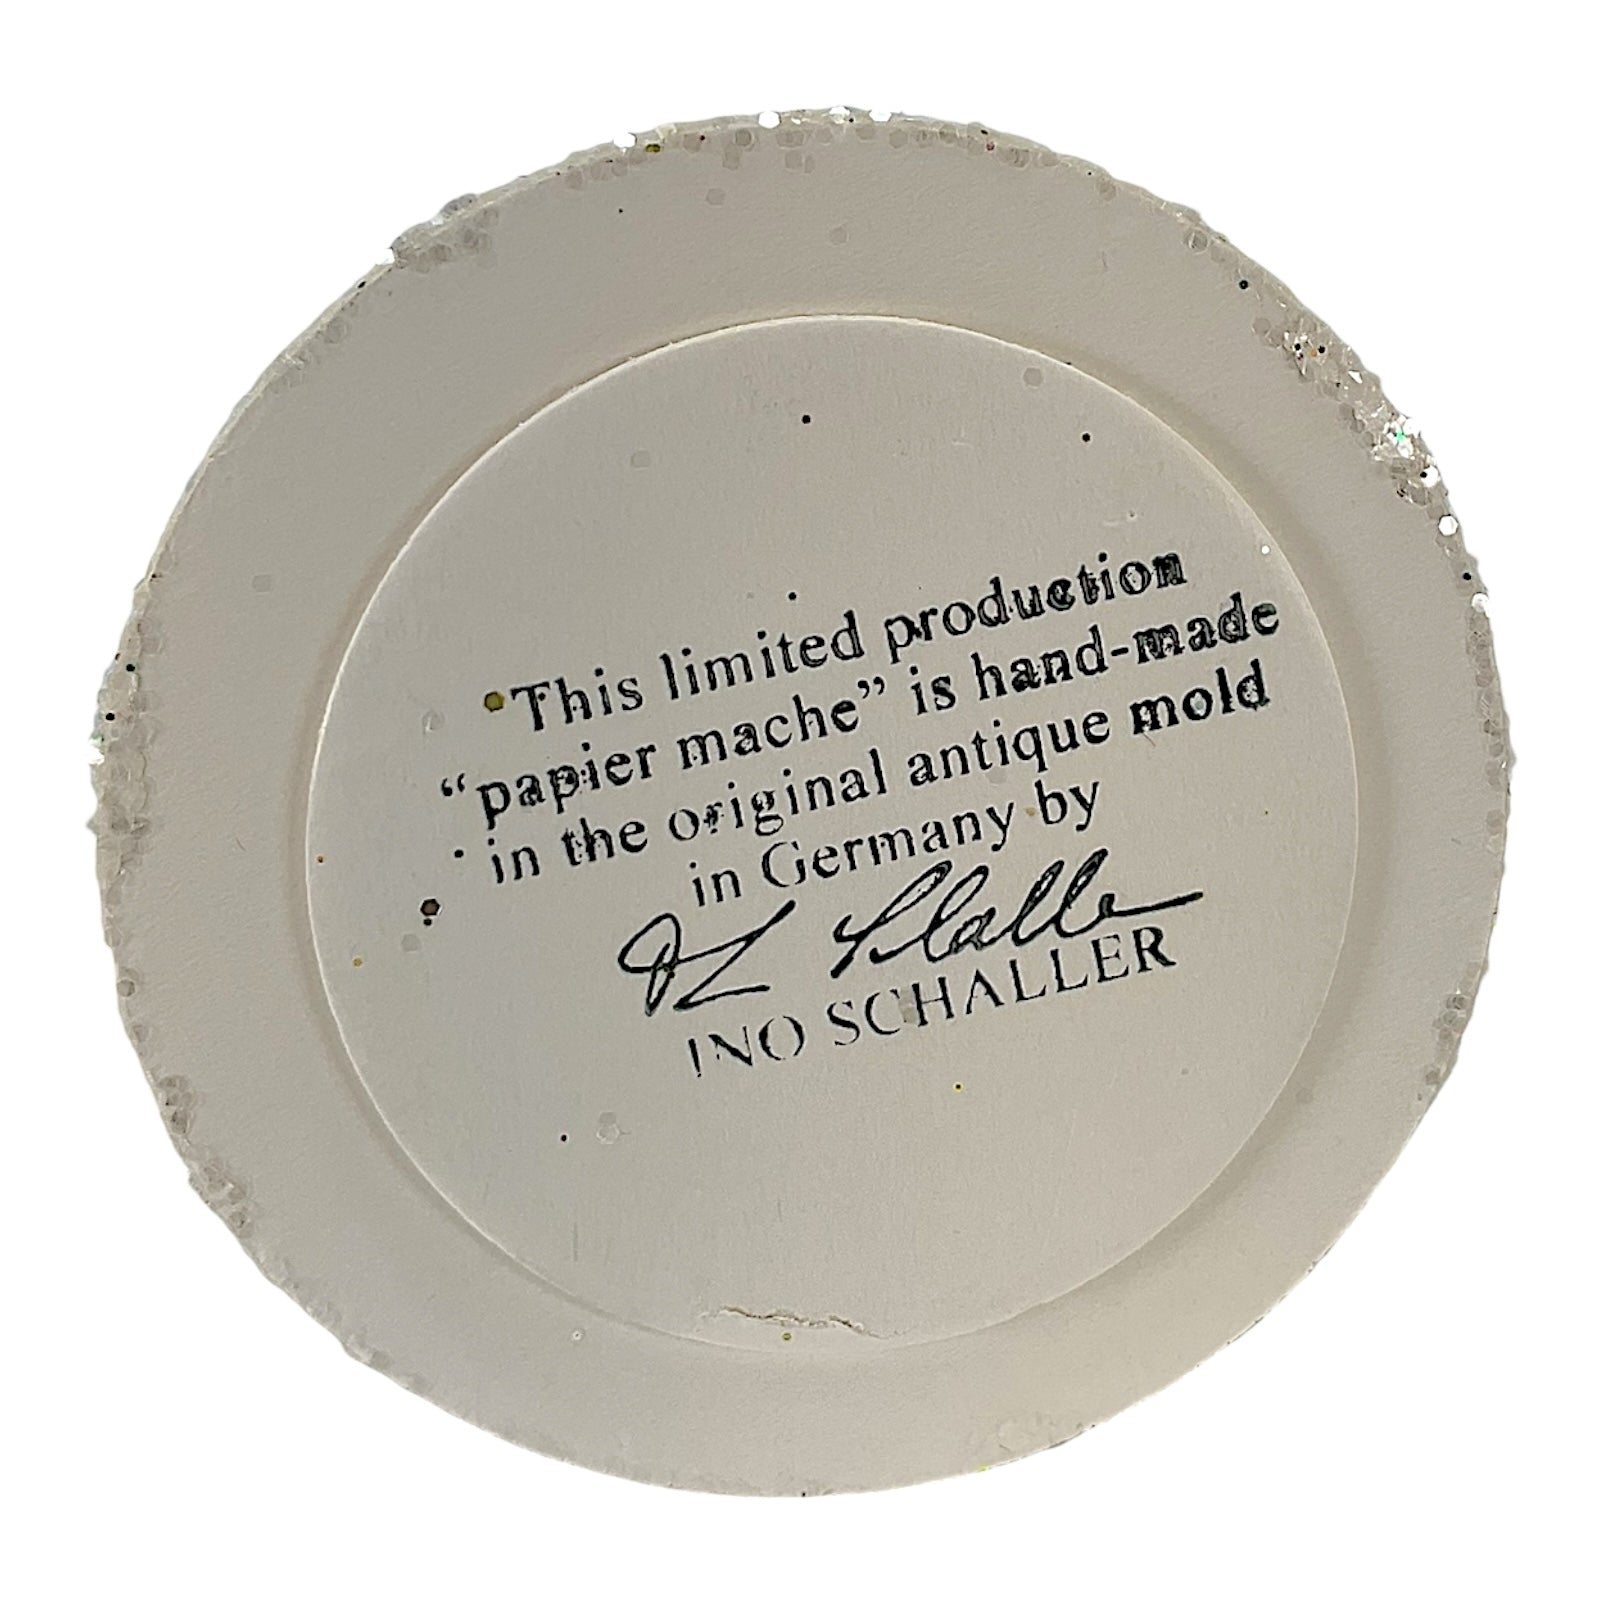 This limited production
“papier mache” is hand-made
in the original antique mold
in Germany by
INO SCHALLER